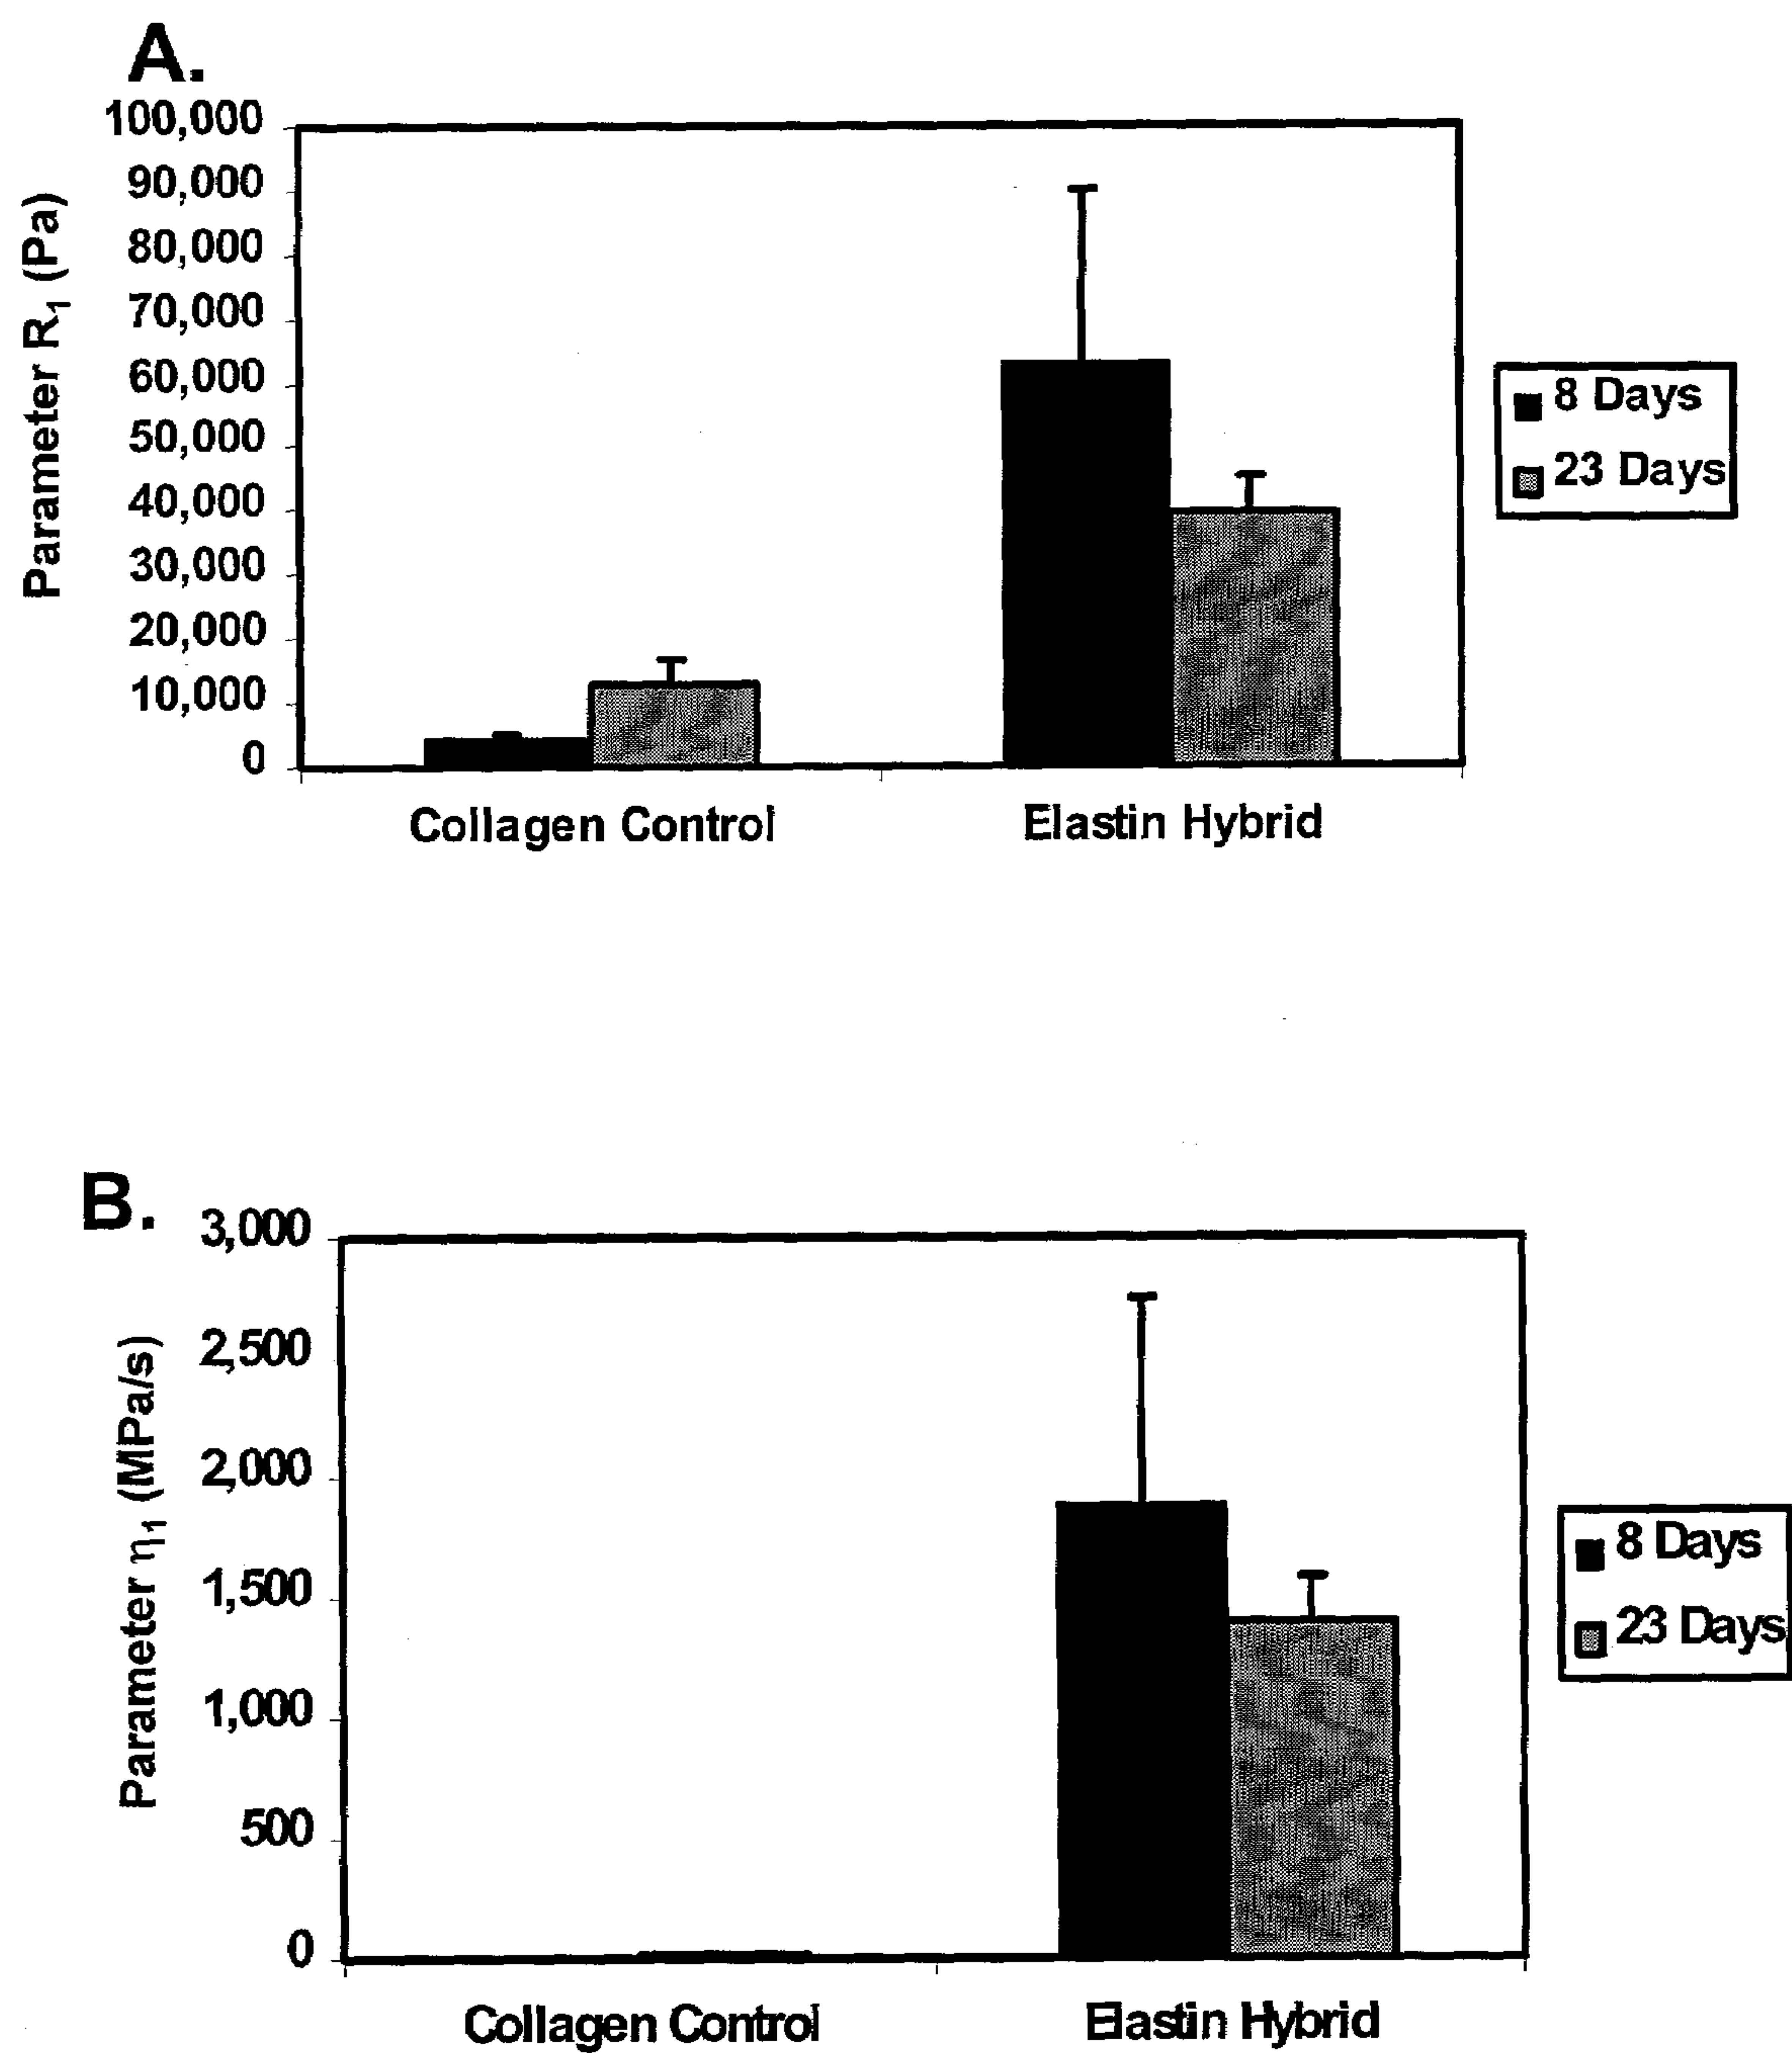 A.
100,000
90,000
80,000
70,000
60,000
50,000
40,000
30,000
20,000
10,000
0
Parameter R₁ (Pa)
Collagen Control
Elastin Hybrid
8 Days
23 Days
B.
3,000
2,500
2,000
1,500
1,000
500
0
Parameter η₁ (MPa/s)
Collagen Control
Elastin Hybrid
8 Days
23 Days